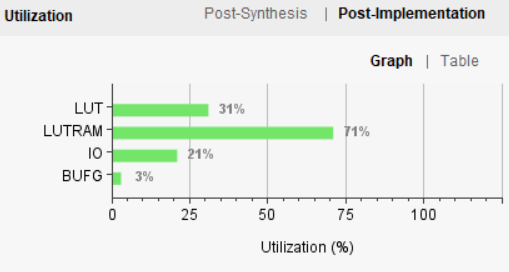 Utilization Post-Synthesis | Post-Implementation
Graph | Table
LUT 31%
LUTRAM 71%
IO 21%
BUFG 3%
0 25 50 75 100
Utilization (%)